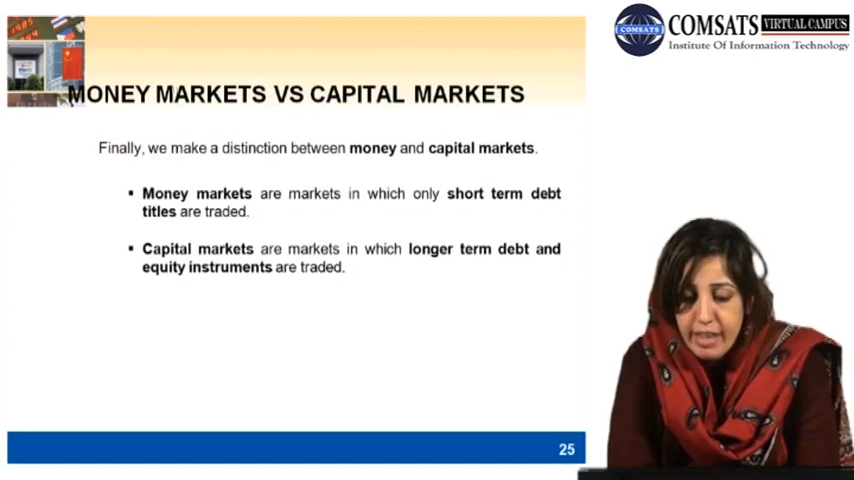 COMSATS VIRTUAL CAMPUS
COMSATS
Institute Of Information Technology
MONEY MARKETS VS CAPITAL MARKETS
Finally, we make a distinction between money and capital markets.
▪ Money markets are markets in which only short term debt
titles are traded.
▪ Capital markets are markets in which longer term debt and
equity instruments are traded.
25